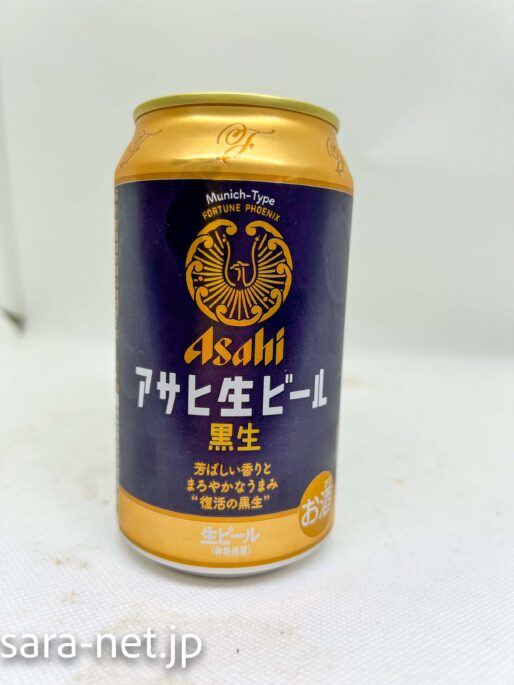 F
Munich-Type
FORTUNE PHOENIX
Asahi
アサヒ生ビール
黒生
芳ばしい香りと
まろやかなうまみ
“復活の黒生”
お酒
生ビール
(非熱処理)
sara-net.jp